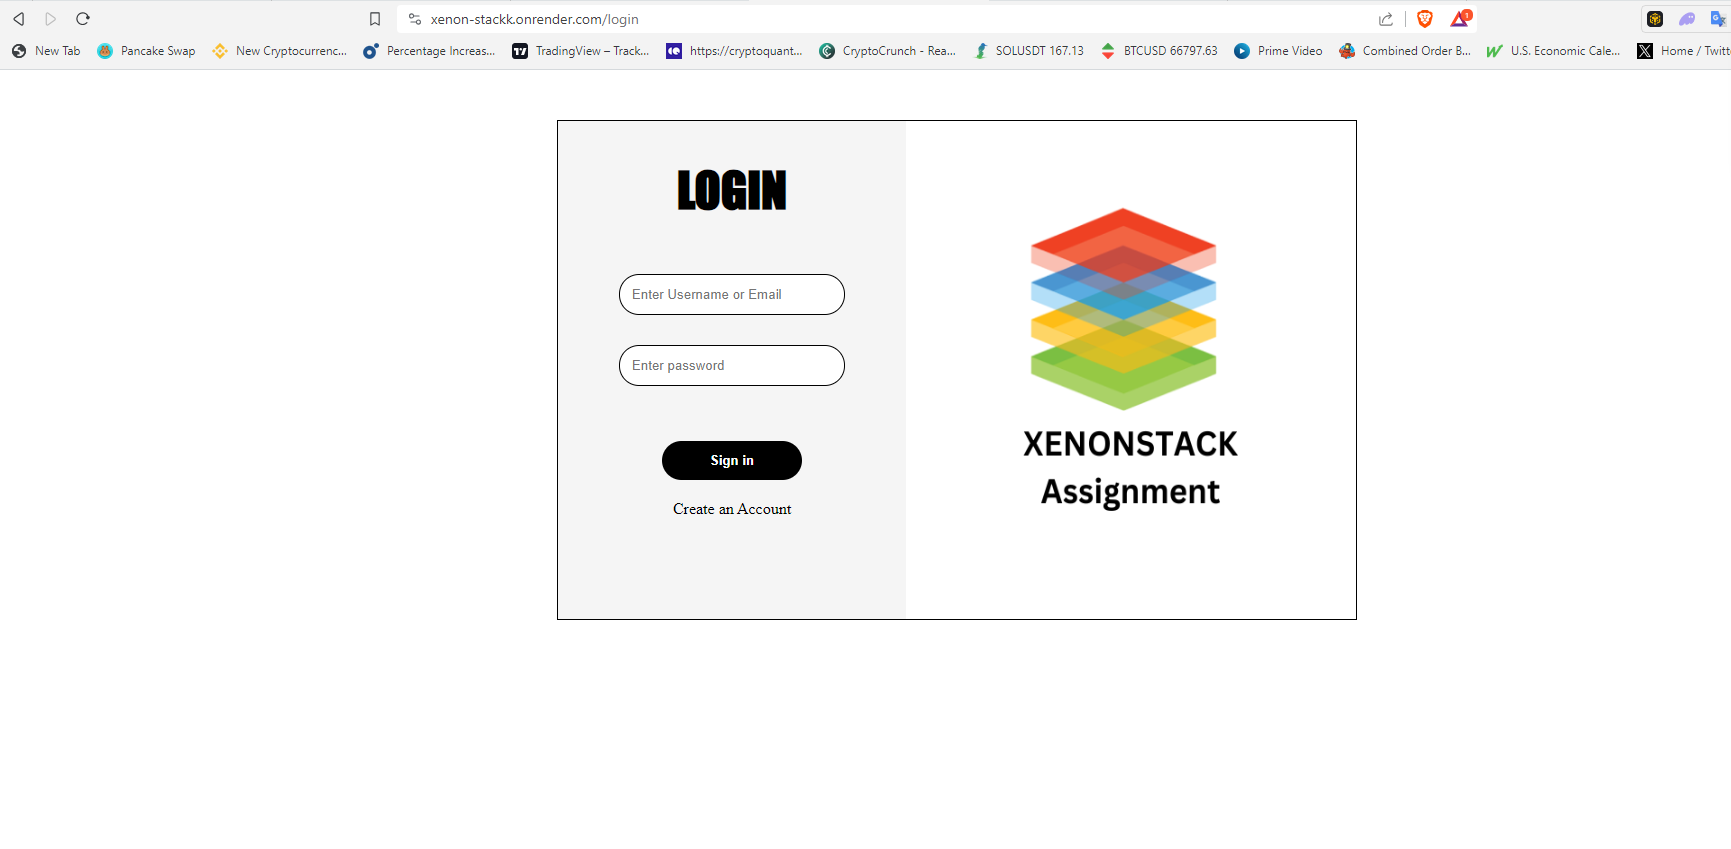 xenon-stackk.onrender.com/login
1
New Tab
Pancake Swap
New Cryptocurrenc...
Percentage Increas...
TradingView – Track...
https://cryptoquant...
CryptoCrunch - Rea...
SOLUSDT 167.13
BTCUSD 66797.63
Prime Video
Combined Order B...
U.S. Economic Cale...
Home / Twitt
LOGIN
Enter Username or Email
Enter password
Sign in
Create an Account
XENONSTACK
Assignment